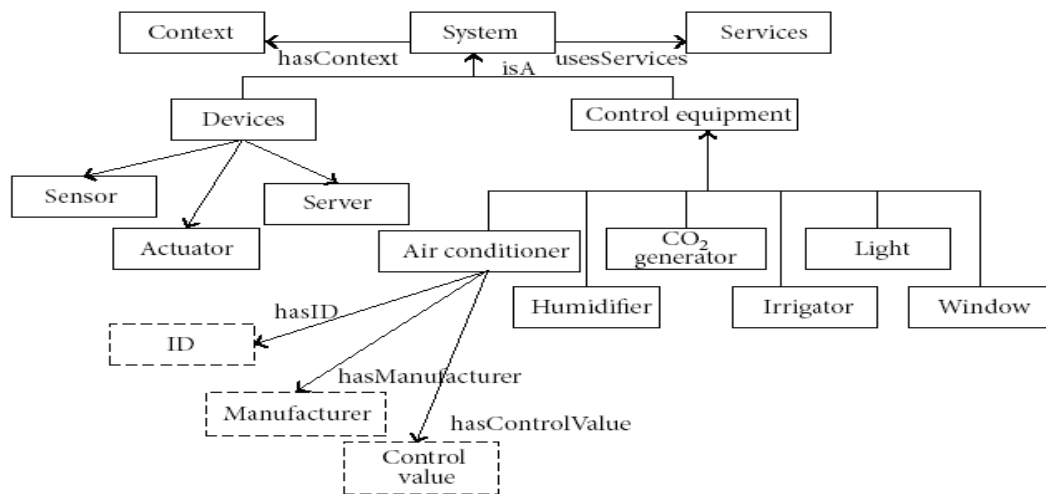 Context
System
Services
hasContext
isA
usesServices
Devices
Control equipment
Sensor
Server
Actuator
Air conditioner
CO₂
generator
Light
Humidifier
Irrigator
Window
hasID
ID
hasManufacturer
Manufacturer
hasControlValue
Control
value